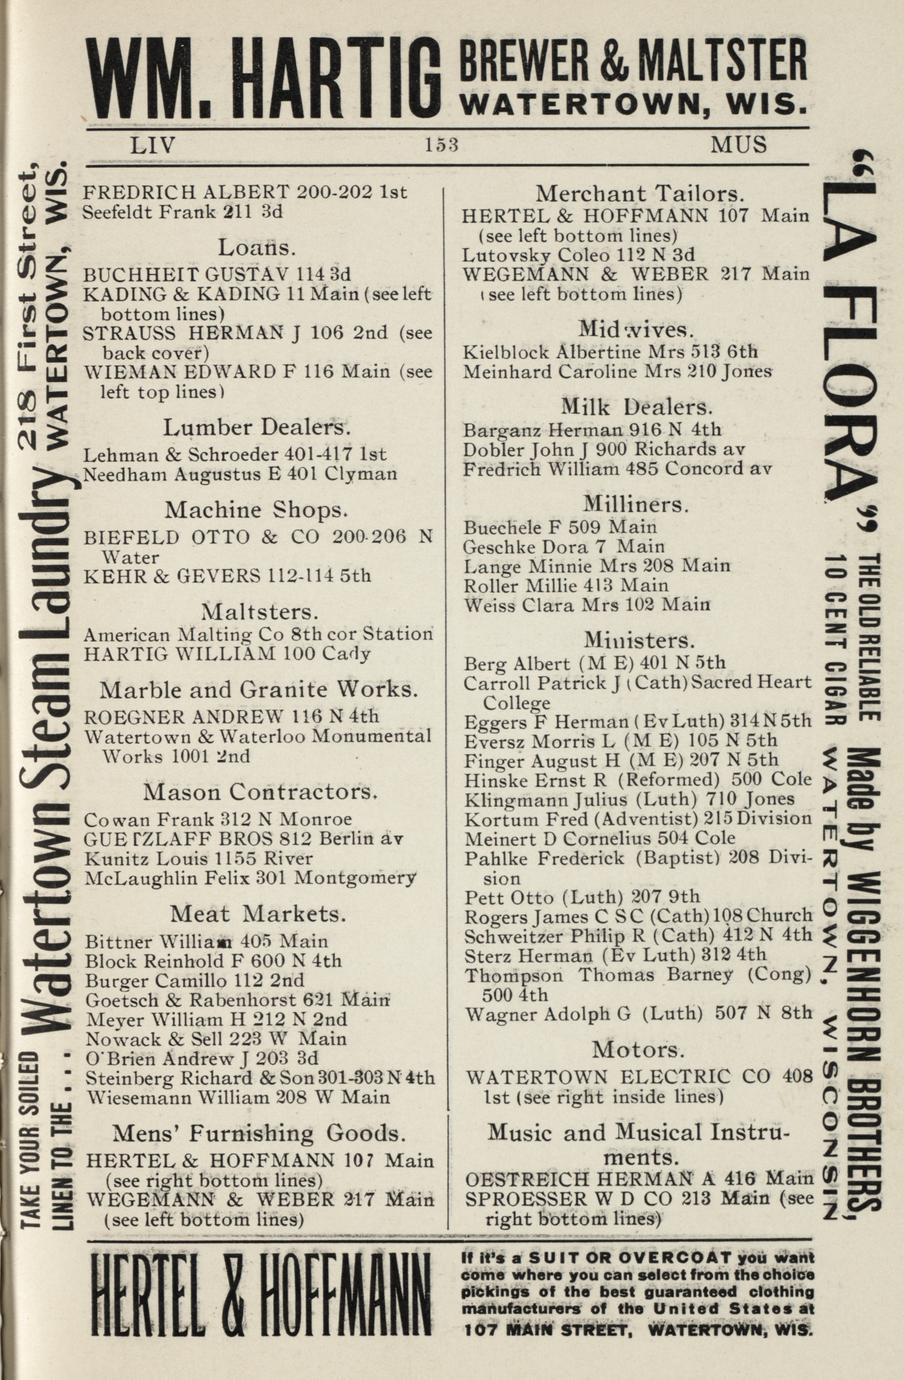 WM. HARTIG BREWER & MALTSTER
WATERTOWN, WIS.
LIV 153 MUS
TAKE YOUR SOILED
LINEN TO THE . . . .
Watertown Steam Laundry
218 First Street,
WATERTOWN, WIS.
FREDRICH ALBERT 200-202 1st
Seefeldt Frank 211 3d
Loans.
BUCHHEIT GUSTAV 114 3d
KADING & KADING 11 Main (see left
bottom lines)
STRAUSS HERMAN J 106 2nd (see
back cover)
WIEMAN EDWARD F 116 Main (see
left top lines)
Lumber Dealers.
Lehman & Schroeder 401-417 1st
Needham Augustus E 401 Clyman
Machine Shops.
BIEFELD OTTO & CO 200-206 N
Water
KEHR & GEVERS 112-114 5th
Maltsters.
American Malting Co 8th cor Station
HARTIG WILLIAM 100 Cady
Marble and Granite Works.
ROEGNER ANDREW 116 N 4th
Watertown & Waterloo Monumental
Works 1001 2nd
Mason Contractors.
Cowan Frank 312 N Monroe
GUETZLAFF BROS 812 Berlin av
Kunitz Louis 1155 River
McLaughlin Felix 301 Montgomery
Meat Markets.
Bittner William 405 Main
Block Reinhold F 600 N 4th
Burger Camillo 112 2nd
Goetsch & Rabenhorst 621 Main
Meyer William H 212 N 2nd
Nowack & Sell 223 W Main
O'Brien Andrew J 203 3d
Steinberg Richard & Son 301-303 N 4th
Wiesemann William 208 W Main
Mens' Furnishing Goods.
HERTEL & HOFFMANN 107 Main
(see right bottom lines)
WEGEMANN & WEBER 217 Main
(see left bottom lines)
Merchant Tailors.
HERTEL & HOFFMANN 107 Main
(see left bottom lines)
Lutovsky Coleo 112 N 3d
WEGEMANN & WEBER 217 Main
(see left bottom lines)
Midwives.
Kielblock Albertine Mrs 513 6th
Meinhard Caroline Mrs 210 Jones
Milk Dealers.
Barganz Herman 916 N 4th
Dobler John J 900 Richards av
Fredrich William 485 Concord av
Milliners.
Buechele F 509 Main
Geschke Dora 7 Main
Lange Minnie Mrs 208 Main
Roller Millie 413 Main
Weiss Clara Mrs 102 Main
Ministers.
Berg Albert (M E) 401 N 5th
Carroll Patrick J (Cath) Sacred Heart
College
Eggers F Herman (Ev Luth) 314 N 5th
Eversz Morris L (M E) 105 N 5th
Finger August H (M E) 207 N 5th
Hinske Ernst R (Reformed) 500 Cole
Klingmann Julius (Luth) 710 Jones
Kortum Fred (Adventist) 215 Division
Meinert D Cornelius 504 Cole
Pahlke Frederick (Baptist) 208 Divi-
sion
Pett Otto (Luth) 207 9th
Rogers James C S C (Cath) 108 Church
Schweitzer Philip R (Cath) 412 N 4th
Sterz Herman (Ev Luth) 312 4th
Thompson Thomas Barney (Cong)
500 4th
Wagner Adolph G (Luth) 507 N 8th
Motors.
WATERTOWN ELECTRIC CO 408
1st (see right inside lines)
Music and Musical Instru-
ments.
OESTREICH HERMAN A 416 Main
SPROESSER W D CO 213 Main (see
right bottom lines)
"LA FLORA"
THE OLD RELIABLE
10 CENT CIGAR
Made by WIGGENHORN BROTHERS,
WATERTOWN, WISCONSIN
HERTEL & HOFFMANN
If it's a SUIT OR OVERCOAT you want
come where you can select from the choice
pickings of the best guaranteed clothing
manufacturers of the United States at
107 MAIN STREET, WATERTOWN, WIS.